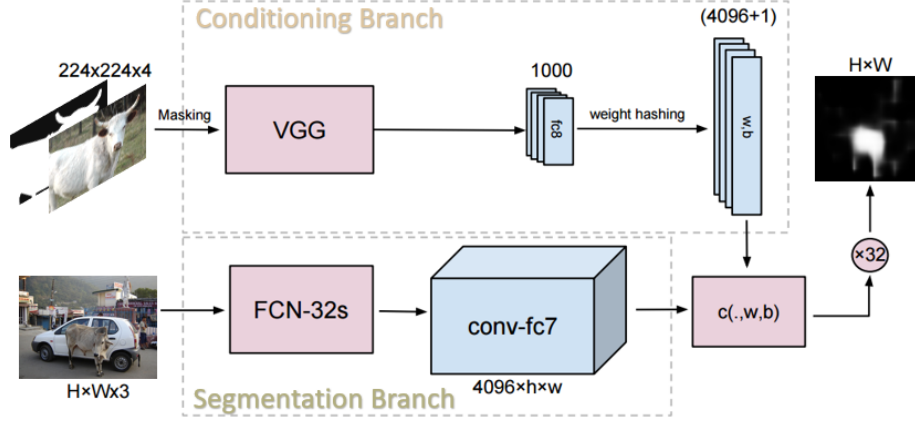 Conditioning Branch
(4096+1)
224x224x4
1000
H×W
Masking
VGG
fc8
weight hashing
w,b
×32
FCN-32s
conv-fc7
c(.,w,b)
4096×h×w
H×Wx3
Segmentation Branch